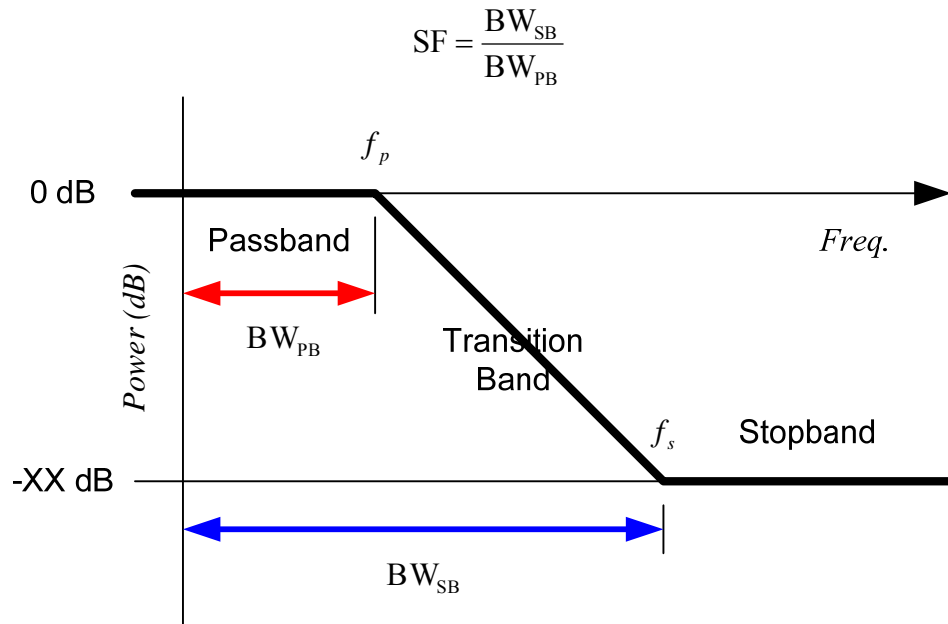 SF = BW_SB / BW_PB
f_p
0 dB
Passband
Freq.
Power (dB)
BW_PB
Transition
Band
f_s
Stopband
-XX dB
BW_SB